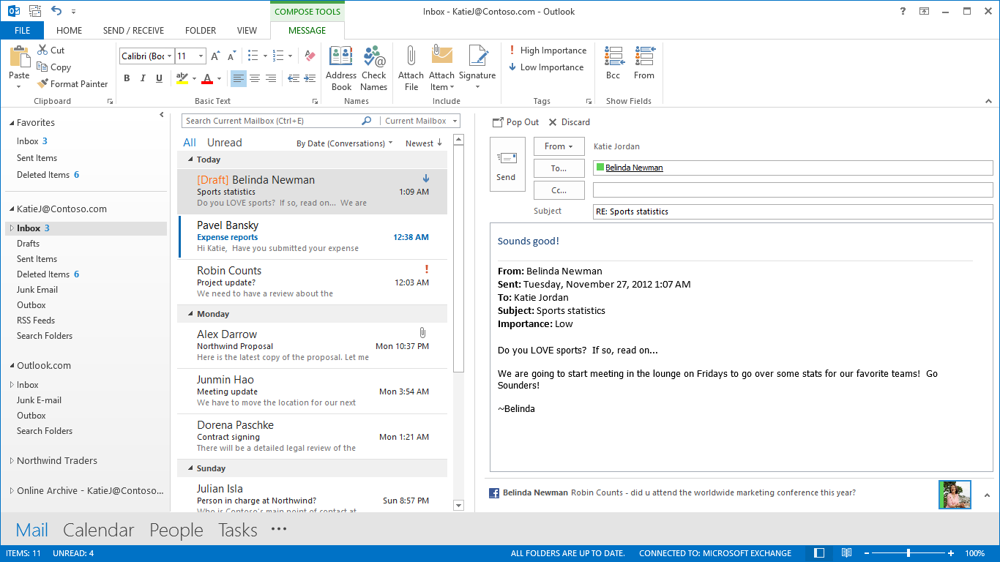 COMPOSE TOOLS
Inbox - KatieJ@Contoso.com - Outlook
?
FILE HOME SEND / RECEIVE FOLDER VIEW MESSAGE
Paste
Cut
Copy
Format Painter
Clipboard
Calibri (Boc 11 A A
B I U ab A
Basic Text
Address Book
Check Names
Names
Attach File
Attach Item
Signature
Include
High Importance
Low Importance
Tags
Bcc
From
Show Fields
Favorites
Inbox 3
Sent Items
Deleted Items 6
KatieJ@Contoso.com
Inbox 3
Drafts
Sent Items
Deleted Items 6
Junk Email
Outbox
RSS Feeds
Search Folders
Outlook.com
Inbox
Junk E-mail
Outbox
Search Folders
Northwind Traders
Online Archive - KatieJ@Contoso...
Search Current Mailbox (Ctrl+E) Current Mailbox
All Unread By Date (Conversations) Newest
Today
[Draft] Belinda Newman
Sports statistics 1:09 AM
Do you LOVE sports? If so, read on... We are
Pavel Bansky
Expense reports 12:38 AM
Hi Katie, Have you submitted your expense
Robin Counts !
Project update? 12:03 AM
We need to have a review about the
Monday
Alex Darrow
Northwind Proposal Mon 10:37 PM
Here is the latest copy of the proposal. Let me
Junmin Hao
Meeting update Mon 3:54 AM
We have to move the location for our next
Dorena Paschke
Contract signing Mon 1:21 AM
There will be a detailed legal review of the
Sunday
Julian Isla
Person in charge at Northwind? Sun 8:57 PM
Who is Contoso's main point of contact at
Pop Out Discard
Send
From Katie Jordan
To... Belinda Newman
Cc...
Subject RE: Sports statistics
Sounds good!
From: Belinda Newman
Sent: Tuesday, November 27, 2012 1:07 AM
To: Katie Jordan
Subject: Sports statistics
Importance: Low
Do you LOVE sports? If so, read on...
We are going to start meeting in the lounge on Fridays to go over some stats for our favorite teams! Go
Sounders!
~Belinda
Belinda Newman Robin Counts - did u attend the worldwide marketing conference this year?
Mail Calendar People Tasks •••
ITEMS: 11 UNREAD: 4 ALL FOLDERS ARE UP TO DATE. CONNECTED TO: MICROSOFT EXCHANGE 100%